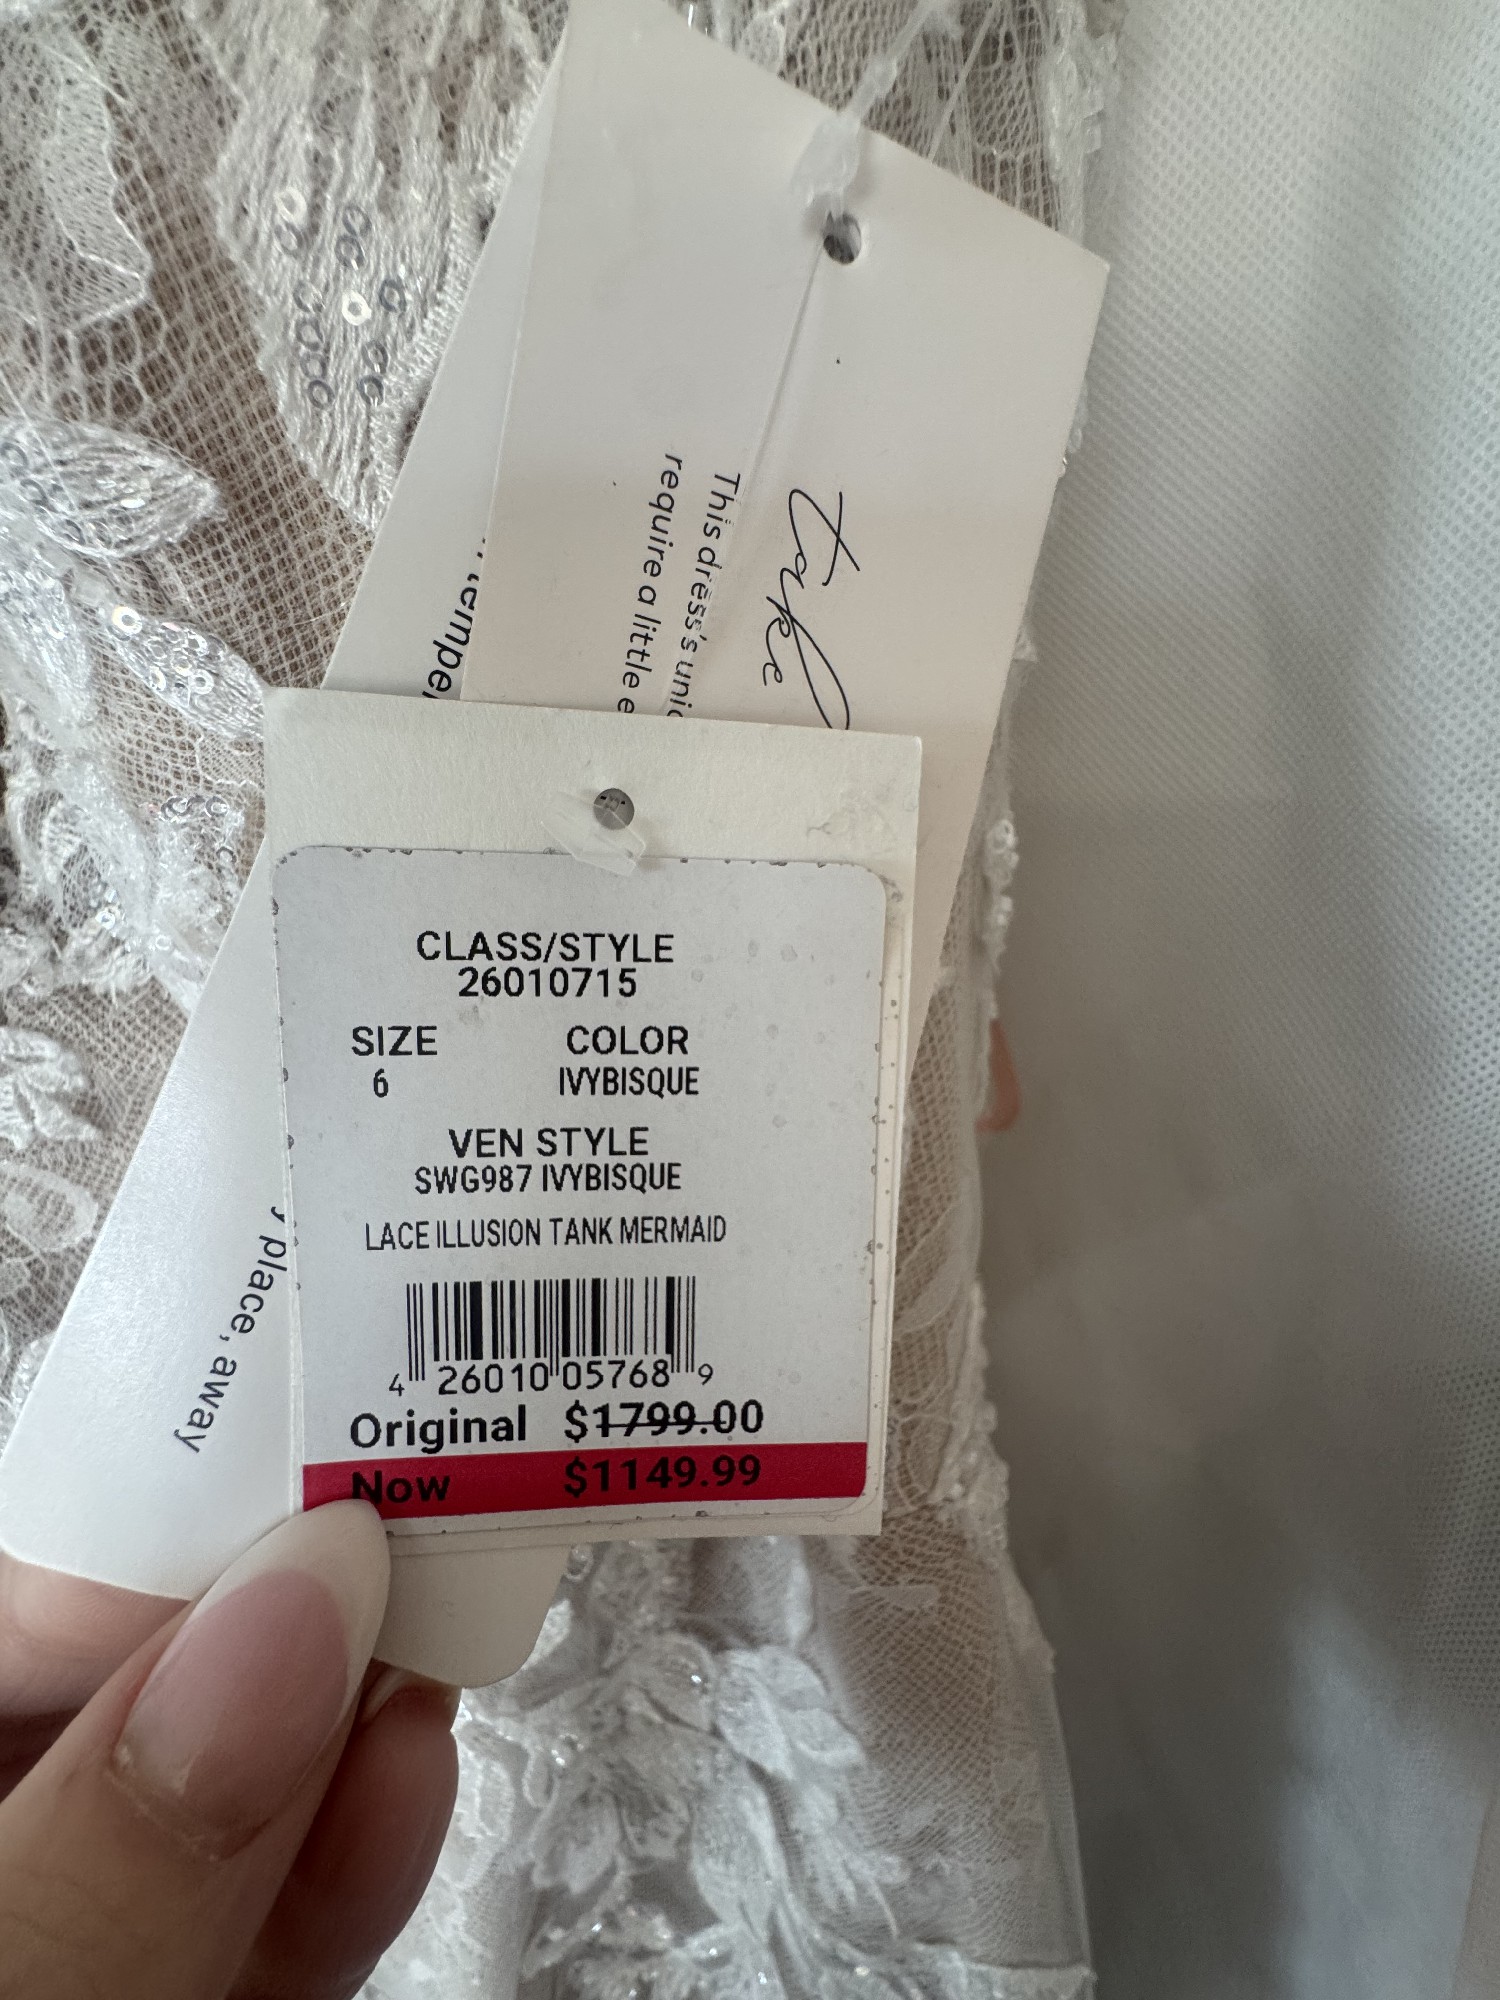 take
This dress's
require a little
place, away
CLASS/STYLE
26010715
SIZE COLOR
6 IVYBISQUE
VEN STYLE
SWG987 IVYBISQUE
LACE ILLUSION TANK MERMAID
4 26010 05768 9
Original $1799.00
Now $1149.99